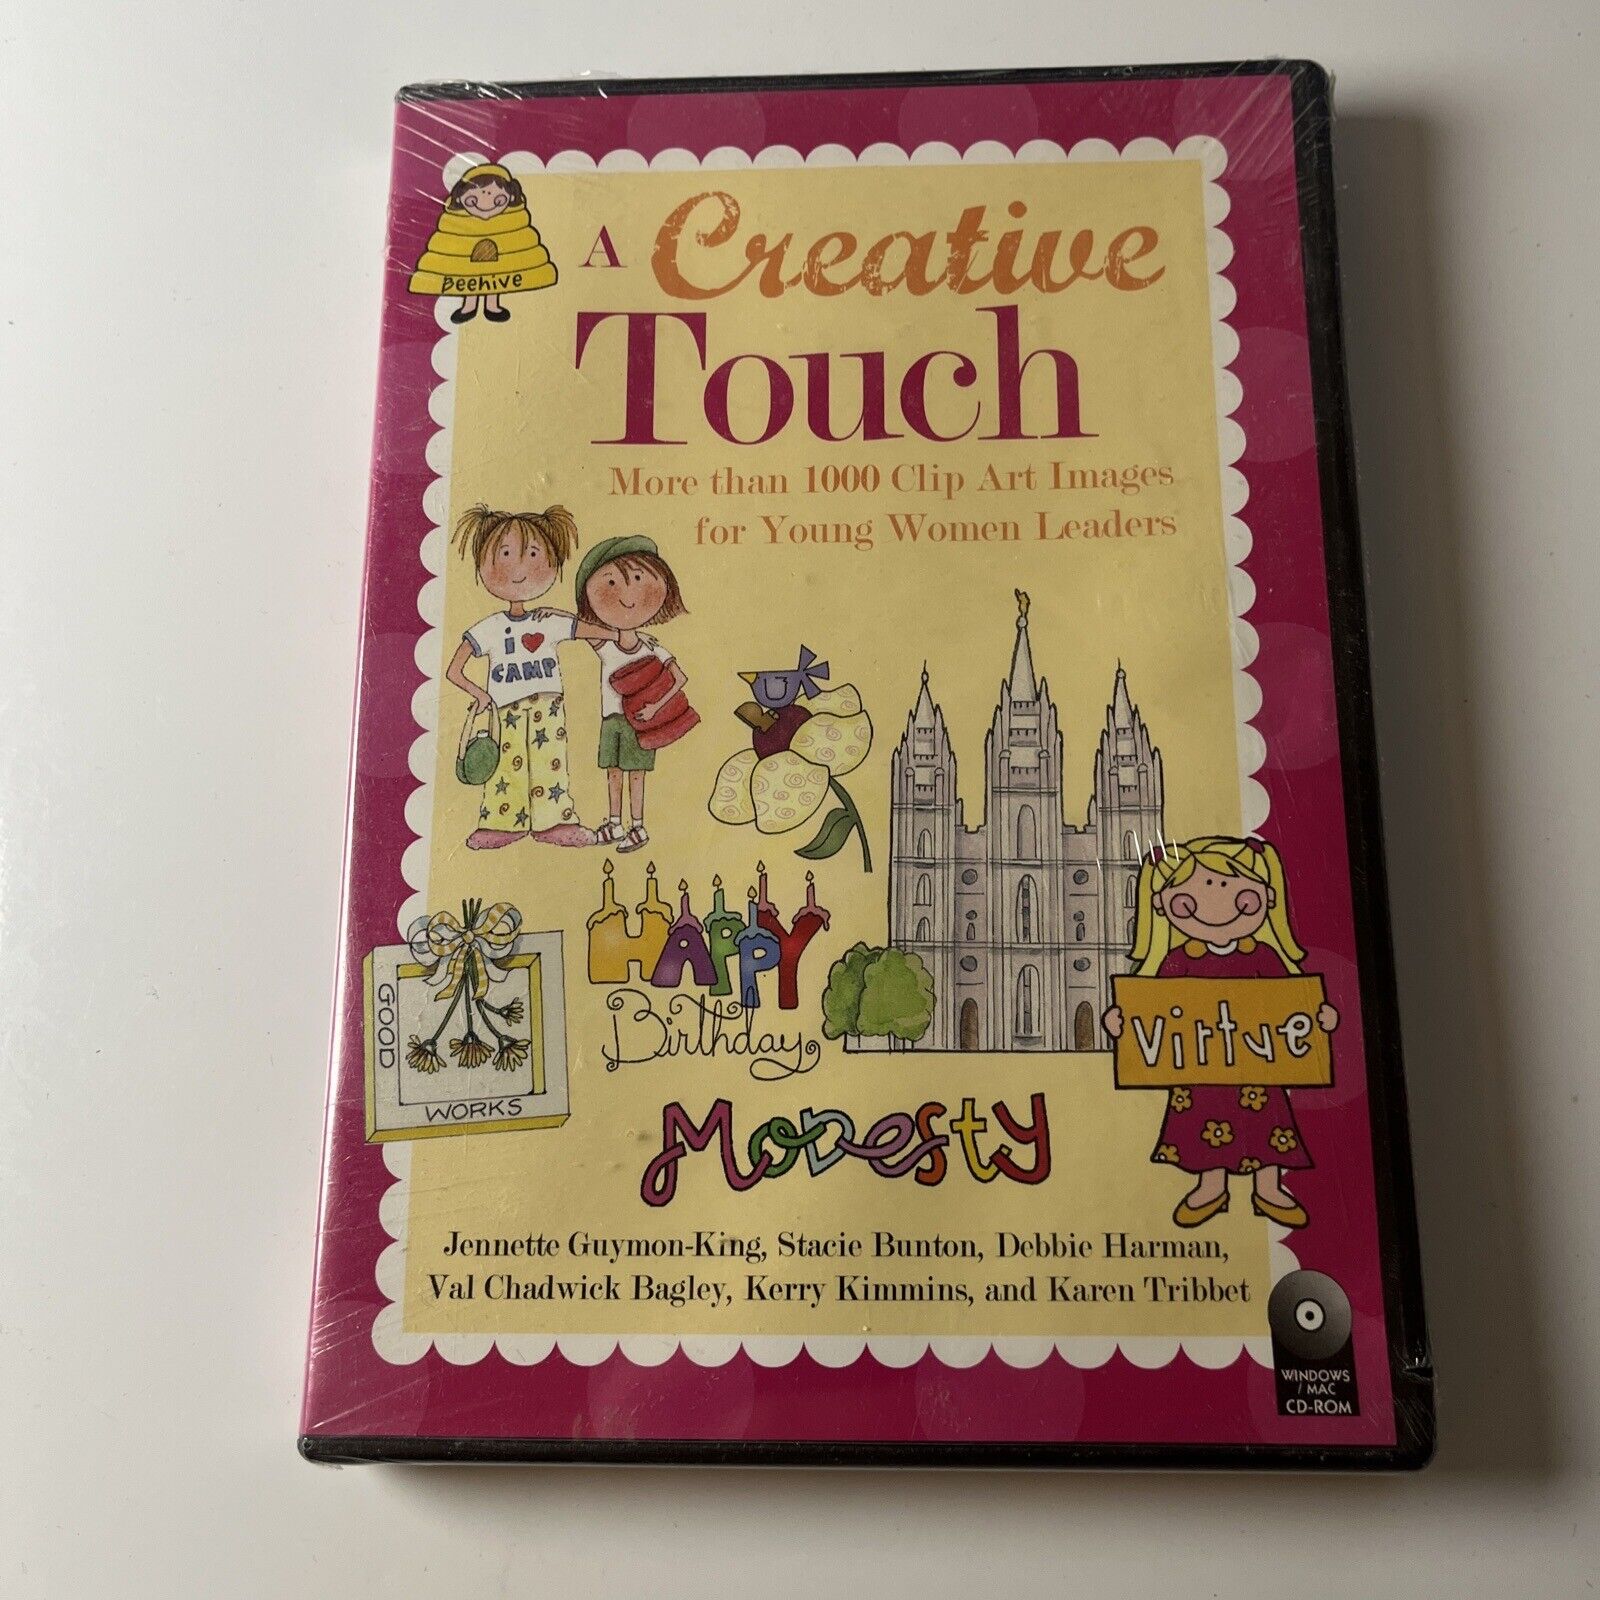 Beehive
A Creative
Touch
More than 1000 Clip Art Images
for Young Women Leaders
i ♥
CAMP
GOOD
WORKS
HAPPY
Birthday
Virtue
Modesty
Jennette Guymon-King, Stacie Bunton, Debbie Harman,
Val Chadwick Bagley, Kerry Kimmins, and Karen Tribbet
WINDOWS
/ MAC
CD-ROM